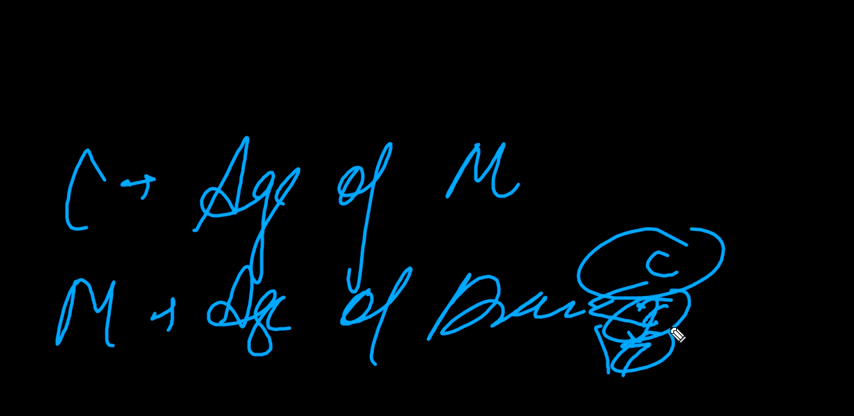 C → Age of M
M → Age of
C